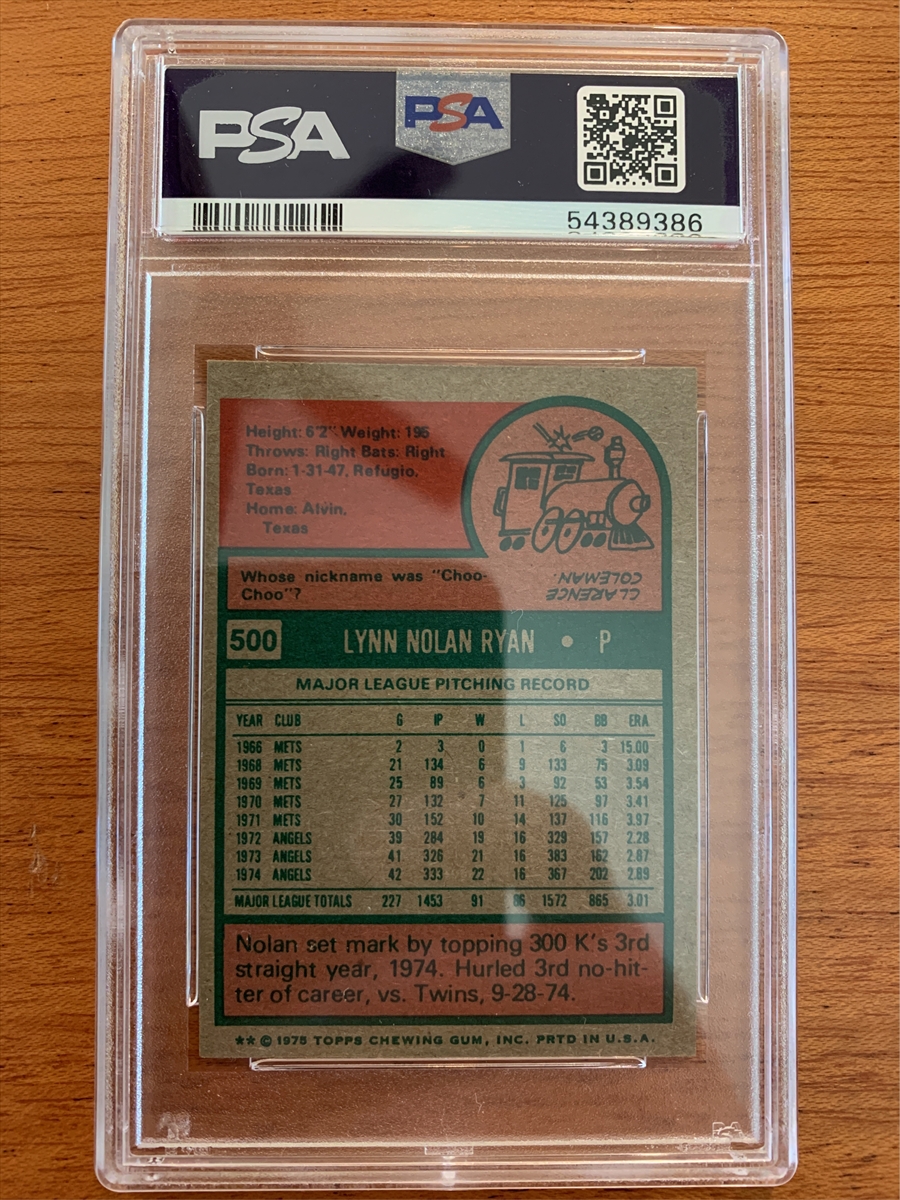 PSA
PSA
54389386
Height: 6'2" Weight: 195
Throws: Right Bats: Right
Born: 1-31-47, Refugio,
Texas
Home: Alvin,
Texas
Whose nickname was "Choo-
Choo"?
CLARENCE
COLEMAN.
500 LYNN NOLAN RYAN • P
MAJOR LEAGUE PITCHING RECORD
YEAR CLUB G IP W L SO BB ERA
1966 METS 2 3 0 1 6 3 15.00
1968 METS 21 134 6 9 133 75 3.09
1969 METS 25 89 6 3 92 53 3.54
1970 METS 27 132 7 11 125 97 3.41
1971 METS 30 152 10 14 137 116 3.97
1972 ANGELS 39 284 19 16 329 157 2.28
1973 ANGELS 41 326 21 16 383 162 2.87
1974 ANGELS 42 333 22 16 367 202 2.89
MAJOR LEAGUE TOTALS 227 1453 91 86 1572 865 3.01
Nolan set mark by topping 300 K's 3rd
straight year, 1974. Hurled 3rd no-hit-
ter of career, vs. Twins, 9-28-74.
** © 1975 TOPPS CHEWING GUM, INC. PRTD IN U.S.A.